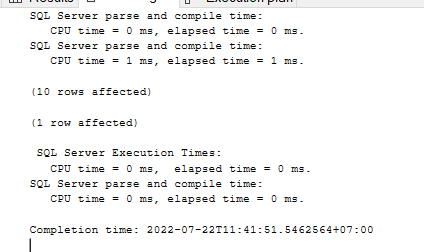 Results
Execution plan
SQL Server parse and compile time:
CPU time = 0 ms, elapsed time = 0 ms.
SQL Server parse and compile time:
CPU time = 1 ms, elapsed time = 1 ms.
(10 rows affected)
(1 row affected)
SQL Server Execution Times:
CPU time = 0 ms,  elapsed time = 0 ms.
SQL Server parse and compile time:
CPU time = 0 ms, elapsed time = 0 ms.
Completion time: 2022-07-22T11:41:51.5462564+07:00